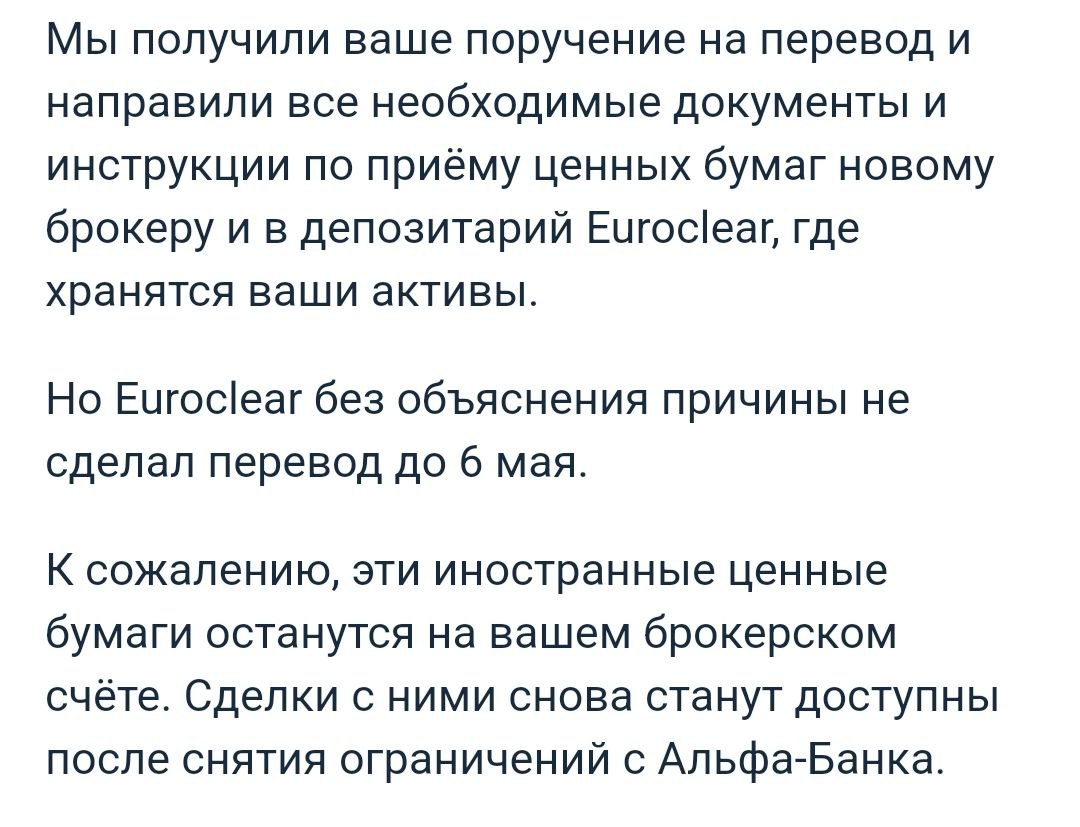 Мы получили ваше поручение на перевод и
направили все необходимые документы и
инструкции по приёму ценных бумаг новому
брокеру и в депозитарий Euroclear, где
хранятся ваши активы.
Но Euroclear без объяснения причины не
сделал перевод до 6 мая.
К сожалению, эти иностранные ценные
бумаги останутся на вашем брокерском
счёте. Сделки с ними снова станут доступны
после снятия ограничений с Альфа-Банка.